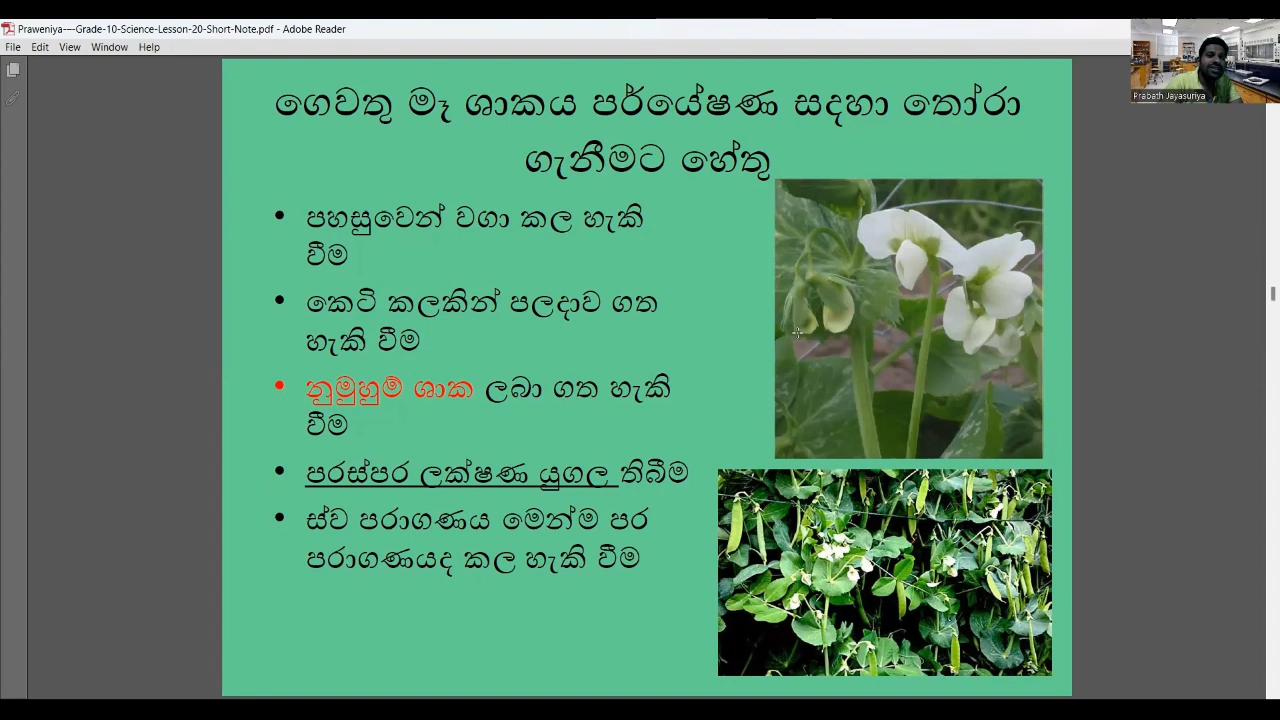 Praweniya----Grade-10-Science-Lesson-20-Short-Note.pdf - Adobe Reader
File Edit View Window Help
Prabath Jayasuriya
ගෙවතු මෑ ශාකය පර්යේෂණ සදහා තෝරා
ගැනීමට හේතු
• පහසුවෙන් වගා කල හැකි
වීම
• කෙටි කලකින් පලදාව ගත
හැකි වීම
• නුමුහුම් ශාක ලබා ගත හැකි
වීම
• පරස්පර ලක්ෂණ යුගල තිබීම
• ස්ව පරාගණය මෙන්ම පර
පරාගණයද කල හැකි වීම